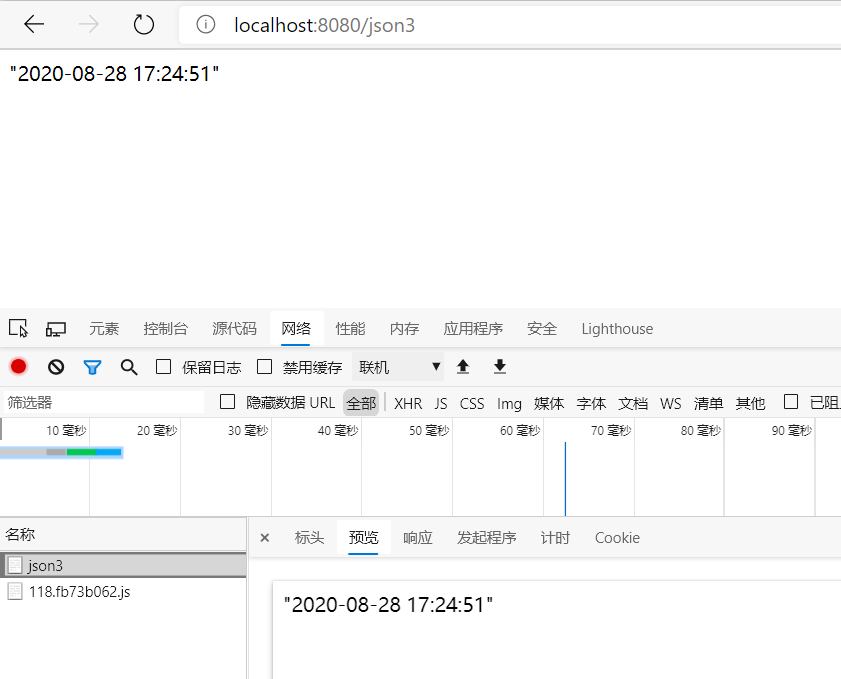 localhost:8080/json3
"2020-08-28 17:24:51"
元素 控制台 源代码 网络 性能 内存 应用程序 安全 Lighthouse
保留日志 禁用缓存 联机
筛选器 隐藏数据 URL 全部 XHR JS CSS Img 媒体 字体 文档 WS 清单 其他 已阻
10 毫秒 20 毫秒 30 毫秒 40 毫秒 50 毫秒 60 毫秒 70 毫秒 80 毫秒 90 毫秒
名称 × 标头 预览 响应 发起程序 计时 Cookie
json3
118.fb73b062.js
"2020-08-28 17:24:51"